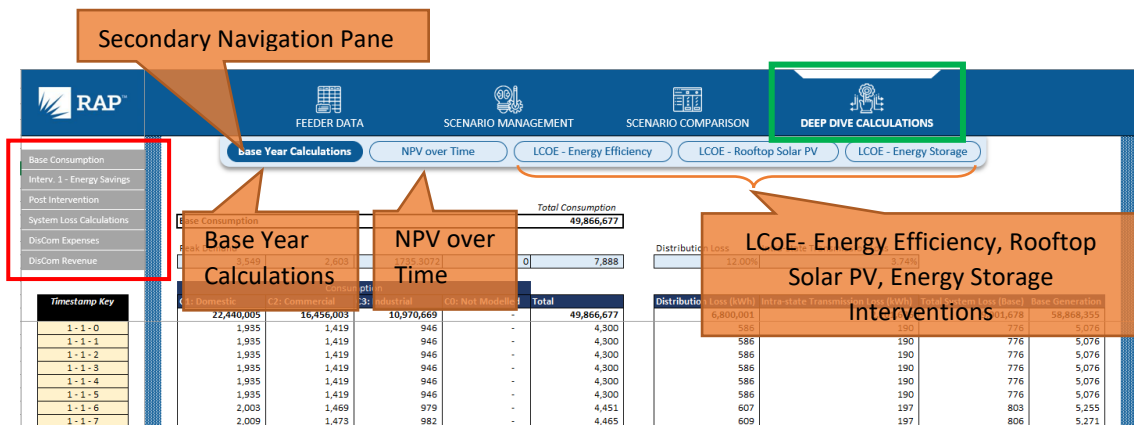 Secondary Navigation Pane
RAP™
FEEDER DATA
SCENARIO MANAGEMENT
SCENARIO COMPARISON
DEEP DIVE CALCULATIONS
Base Year Calculations
NPV over Time
LCOE - Energy Efficiency
LCOE - Rooftop Solar PV
LCOE - Energy Storage
Base Consumption
Interv. 1 - Energy Savings
Post Intervention
System Loss Calculations
DisCom Expenses
DisCom Revenue
Base Year
Calculations
NPV over
Time
LCoE- Energy Efficiency, Rooftop
Solar PV, Energy Storage
Interventions
Total Consumption
Base Consumption 49,866,677
Distribution Loss
3,549 2,603 1735.3072 0 7,888 12.00% 3.74%
Timestamp Key C1: Domestic C2: Commercial C3: Industrial C0: Not Modelled Total Distribution Loss (kWh) Intra-state Transmission Loss (kWh) Total System Loss (Base) Base Generation
22,440,005 16,456,003 10,970,669 - 49,866,677 6,800,001 58,868,355
1 - 1 - 0 1,935 1,419 946 - 4,300 586 190 776 5,076
1 - 1 - 1 1,935 1,419 946 - 4,300 586 190 776 5,076
1 - 1 - 2 1,935 1,419 946 - 4,300 586 190 776 5,076
1 - 1 - 3 1,935 1,419 946 - 4,300 586 190 776 5,076
1 - 1 - 4 1,935 1,419 946 - 4,300 586 190 776 5,076
1 - 1 - 5 1,935 1,419 946 - 4,300 586 190 776 5,076
1 - 1 - 6 2,003 1,469 979 - 4,451 607 197 803 5,255
1 - 1 - 7 2,009 1,473 982 - 4,465 609 197 806 5,271